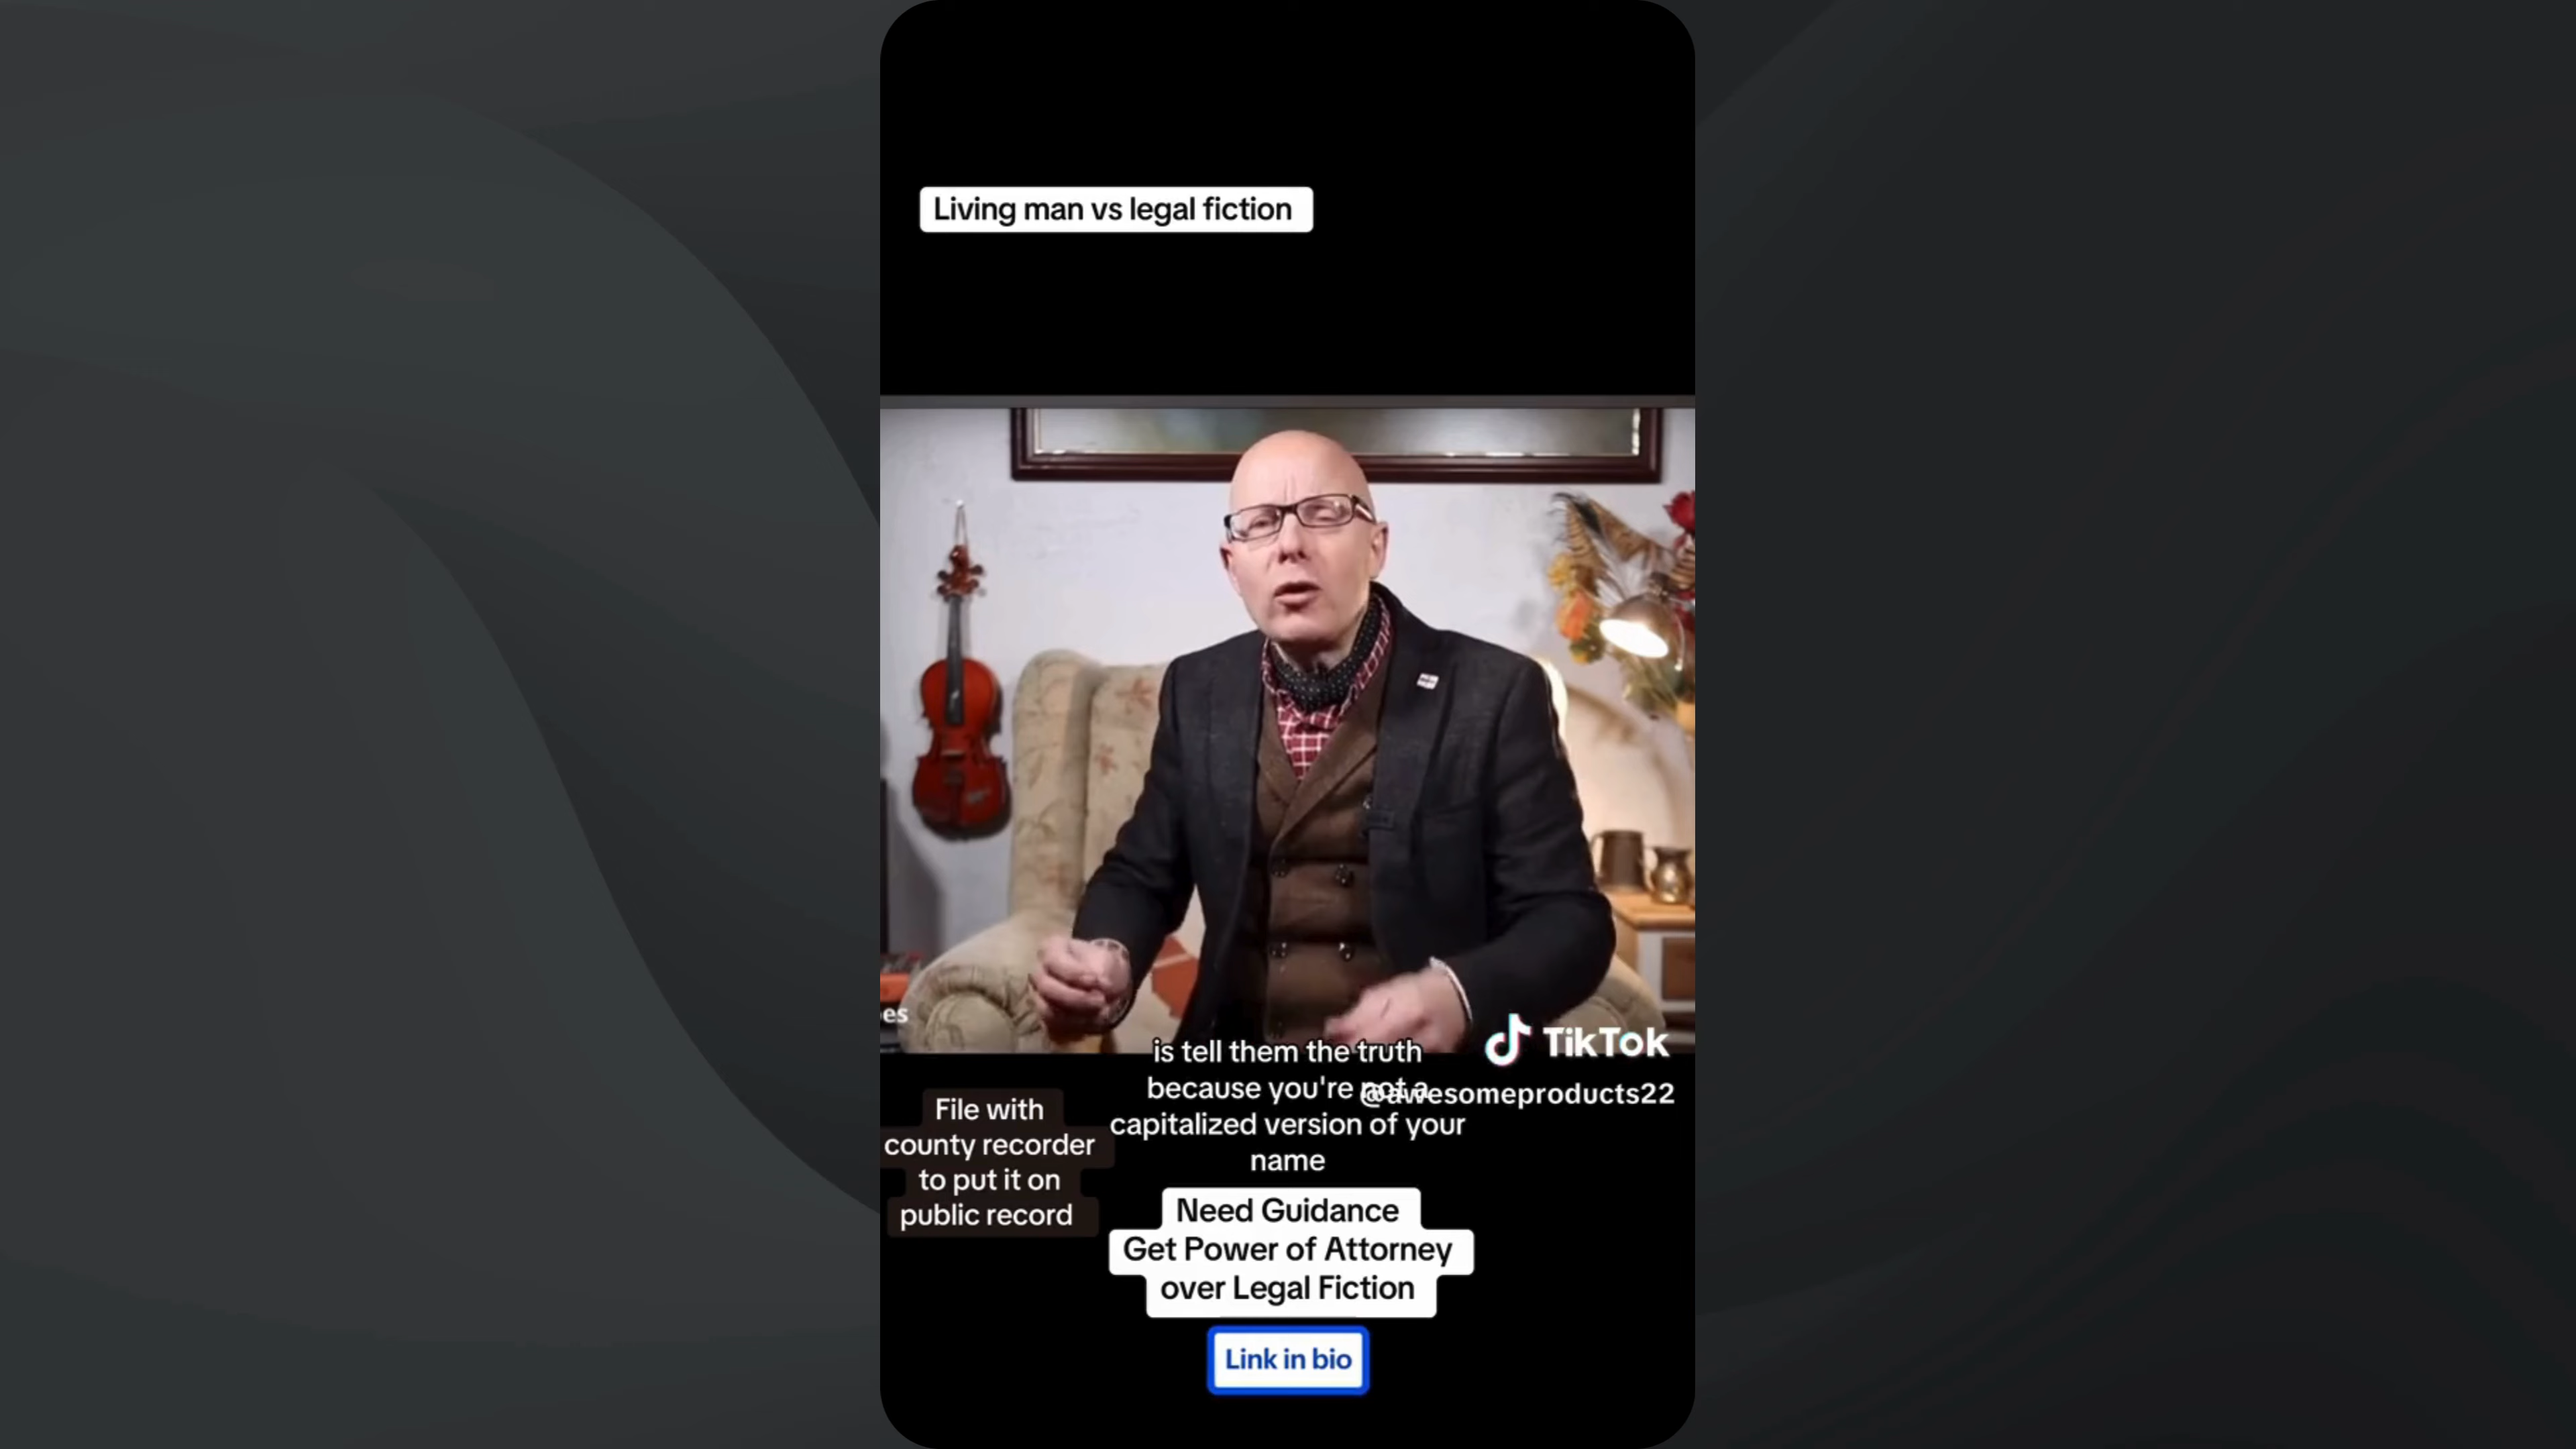 Living man vs legal fiction
es
TikTok
@awesomeproducts22
is tell them the truth
because you're not a
capitalized version of your
name
File with
county recorder
to put it on
public record
Need Guidance
Get Power of Attorney
over Legal Fiction
Link in bio